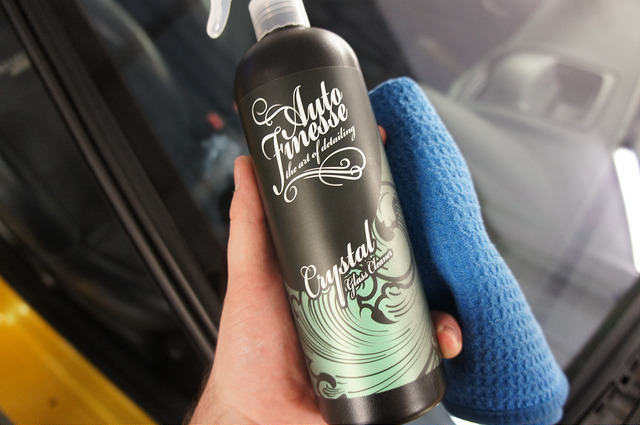 Auto
Finesse
the art of detailing
Crystal
Glass Cleaner